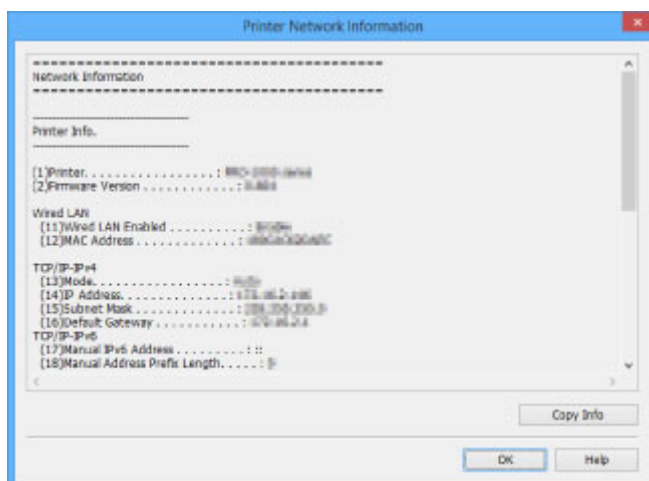 Printer Network Information
========================================
Network Information
========================================
--------------------------------
Printer Info.
--------------------------------
(1)Printer. . . . . . . . . . . . . . . . . :
(2)Firmware Version . . . . . . . . . . . . :
Wired LAN
(11)Wired LAN Enabled . . . . . . . . . . :
(12)MAC Address . . . . . . . . . . . . . :
TCP/IP-IPv4
(13)Mode. . . . . . . . . . . . . . . . . :
(14)IP Address. . . . . . . . . . . . . . :
(15)Subnet Mask . . . . . . . . . . . . . :
(16)Default Gateway . . . . . . . . . . . :
TCP/IP-IPv6
(17)Manual IPv6 Address . . . . . . . . . : ::
(18)Manual Address Prefix Length. . . . . :
Copy Info
OK Help